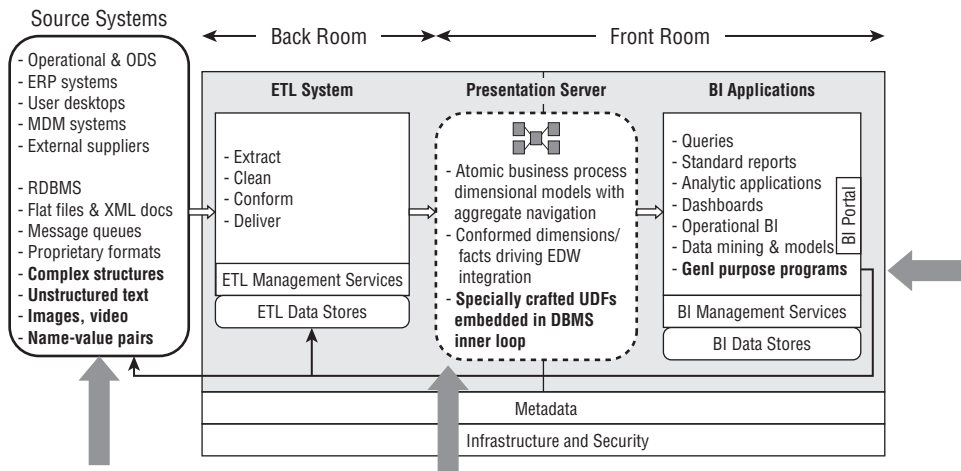 Source Systems
Back Room
Front Room
- Operational & ODS
- ERP systems
- User desktops
- MDM systems
- External suppliers
- RDBMS
- Flat files & XML docs
- Message queues
- Proprietary formats
- Complex structures
- Unstructured text
- Images, video
- Name-value pairs
ETL System
- Extract
- Clean
- Conform
- Deliver
ETL Management Services
ETL Data Stores
Presentation Server
- Atomic business process
dimensional models with
aggregate navigation
- Conformed dimensions/
facts driving EDW
integration
- Specially crafted UDFs
embedded in DBMS
inner loop
BI Applications
- Queries
- Standard reports
- Analytic applications
- Dashboards
- Operational BI
- Data mining & models
- Genl purpose programs
BI Portal
BI Management Services
BI Data Stores
Metadata
Infrastructure and Security